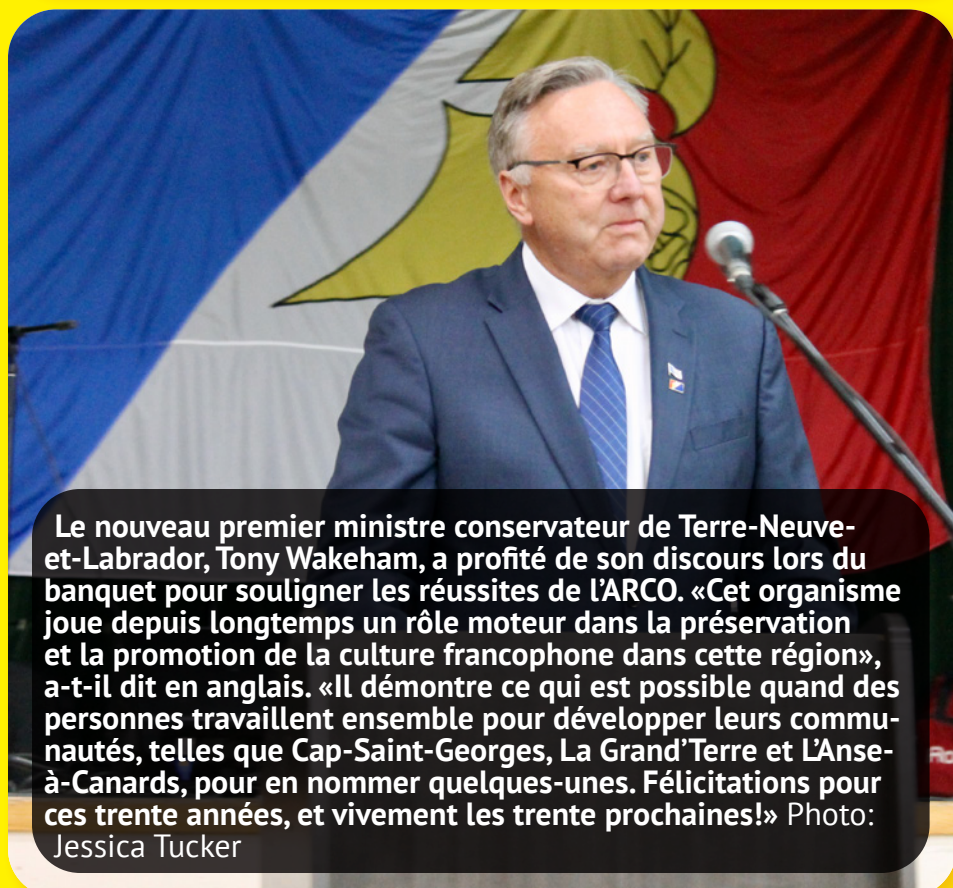 Le nouveau premier ministre conservateur de Terre-Neuve-
et-Labrador, Tony Wakeham, a profité de son discours lors du
banquet pour souligner les réussites de l'ARCO. «Cet organisme
joue depuis longtemps un rôle moteur dans la préservation
et la promotion de la culture francophone dans cette région»,
a-t-il dit en anglais. «Il démontre ce qui est possible quand des
personnes travaillent ensemble pour développer leurs commu-
nautés, telles que Cap-Saint-Georges, La Grand'Terre et L'Anse-
à-Canards, pour en nommer quelques-unes. Félicitations pour
ces trente années, et vivement les trente prochaines!» Photo:
Jessica Tucker